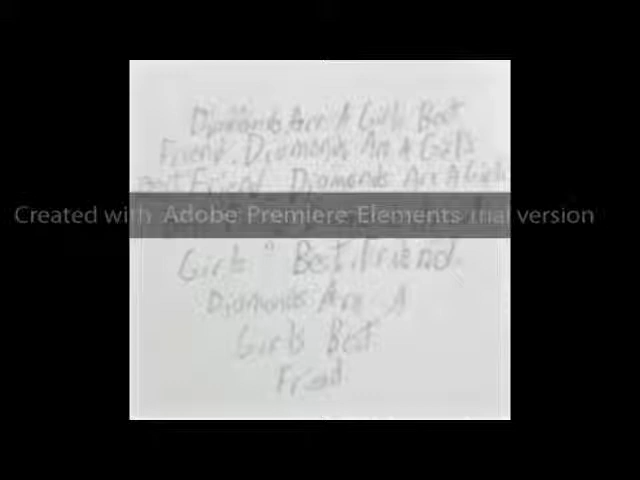 Diamonds Are A Girls Best
Friend. Diamonds Are A Girls
Best Friend Diamonds Are A Girls
Created with Adobe Premiere Elements trial version
Girls Best Friend.
Diamonds Are A
Girls Best
Friend